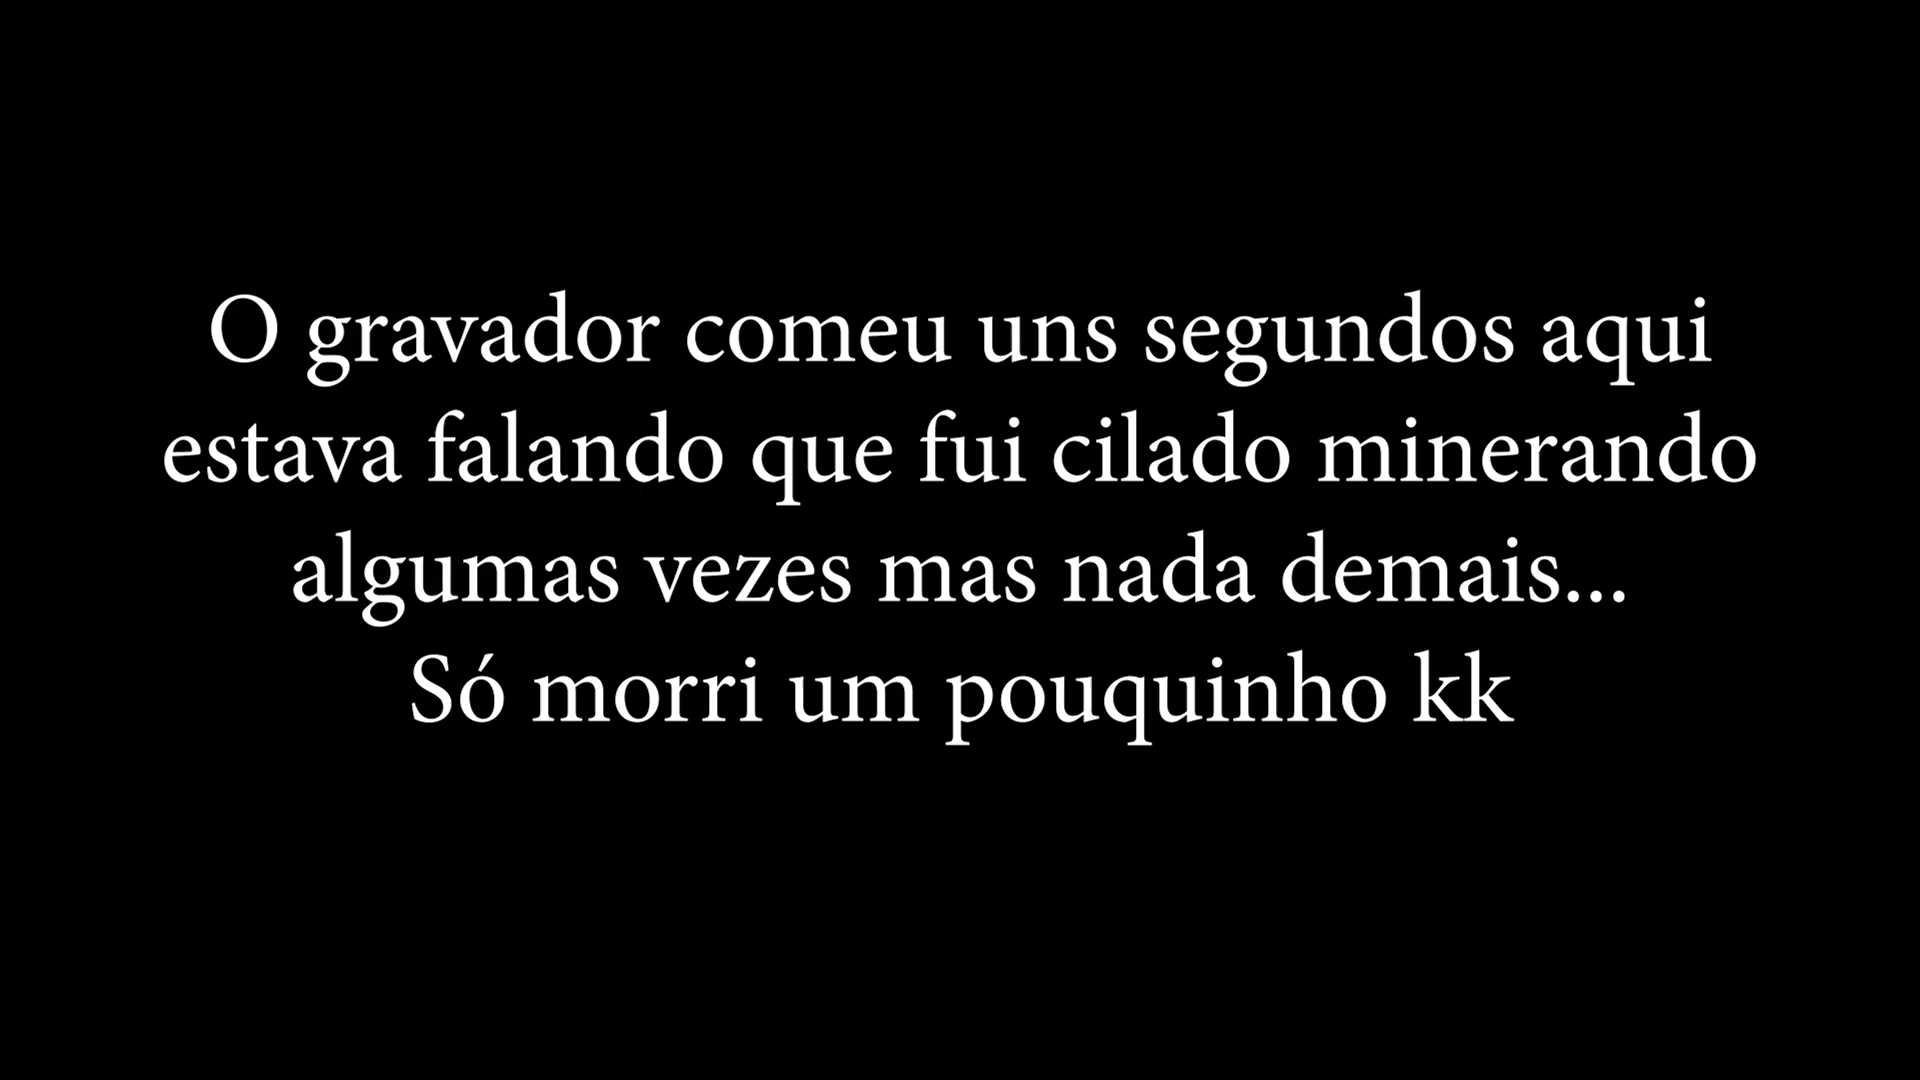 O gravador comeu uns segundos aqui
estava falando que fui cilado minerando
algumas vezes mas nada demais...
Só morri um pouquinho kk